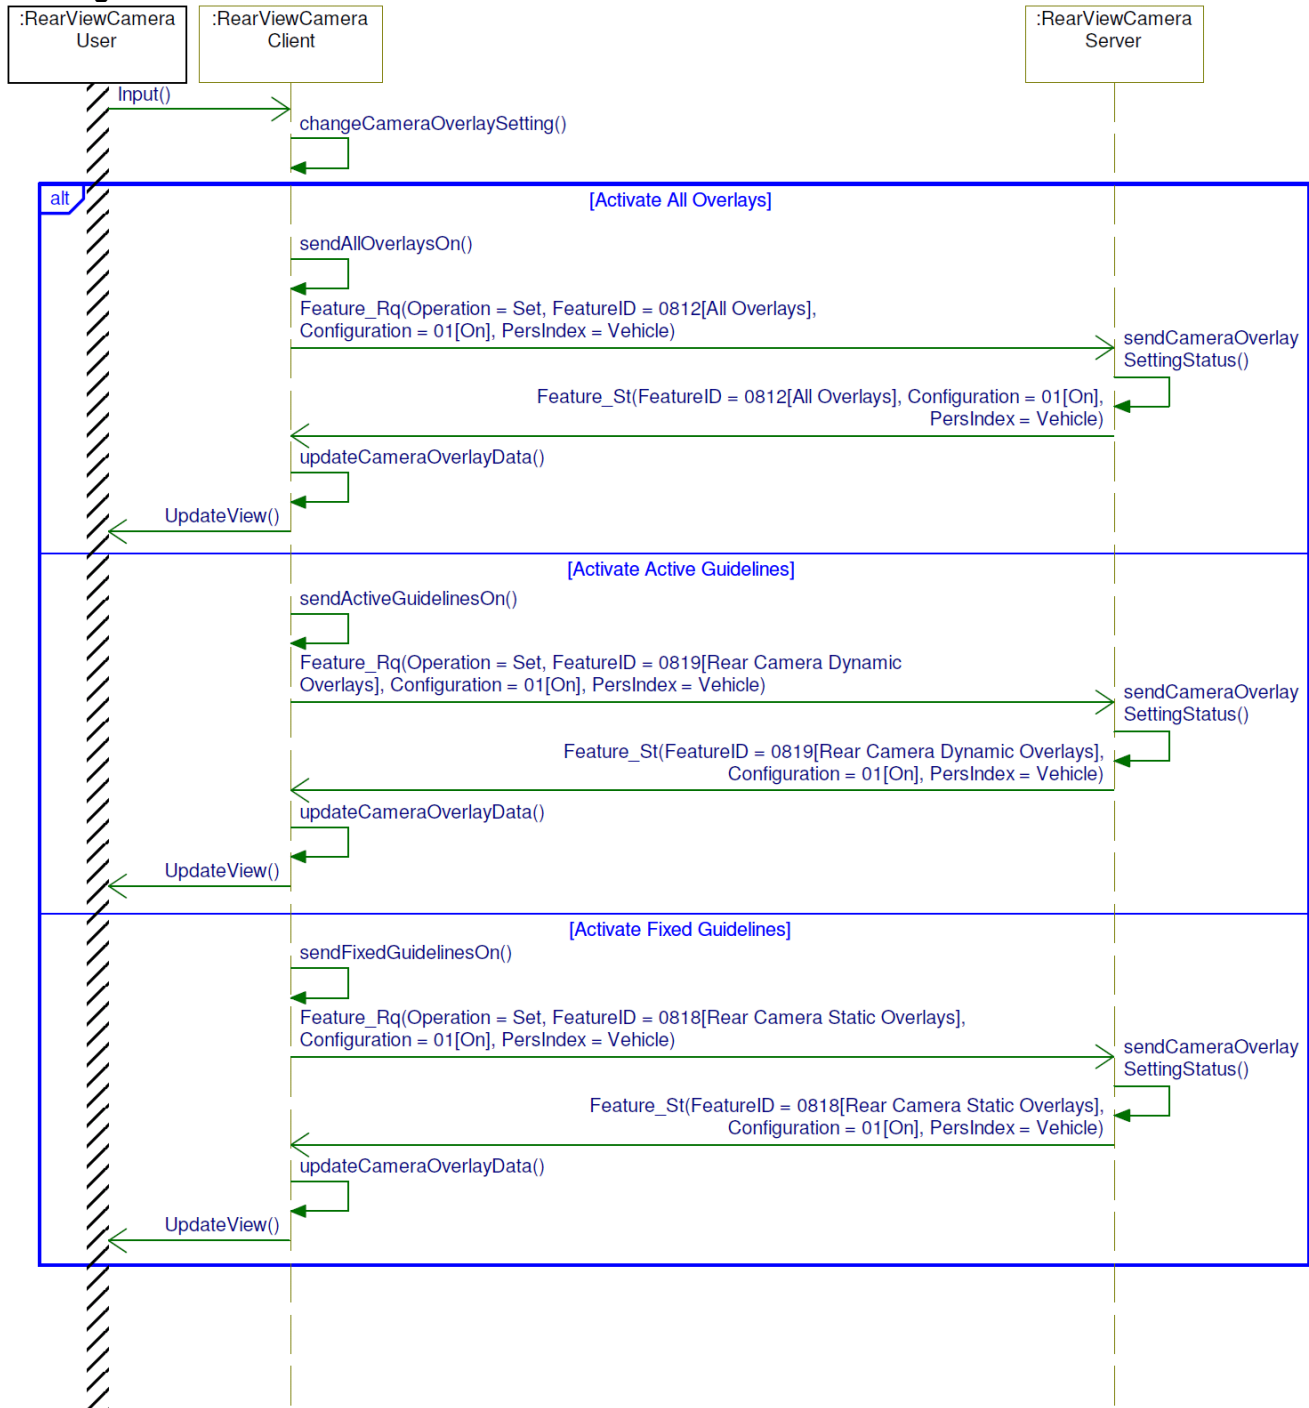 :RearViewCamera
User
:RearViewCamera
Client
:RearViewCamera
Server
Input()
changeCameraOverlaySetting()
alt
[Activate All Overlays]
sendAllOverlaysOn()
Feature_Rq(Operation = Set, FeatureID = 0812[All Overlays],
Configuration = 01[On], PersIndex = Vehicle)
sendCameraOverlay
SettingStatus()
Feature_St(FeatureID = 0812[All Overlays], Configuration = 01[On],
PersIndex = Vehicle)
updateCameraOverlayData()
UpdateView()
[Activate Active Guidelines]
sendActiveGuidelinesOn()
Feature_Rq(Operation = Set, FeatureID = 0819[Rear Camera Dynamic
Overlays], Configuration = 01[On], PersIndex = Vehicle)
sendCameraOverlay
SettingStatus()
Feature_St(FeatureID = 0819[Rear Camera Dynamic Overlays],
Configuration = 01[On], PersIndex = Vehicle)
updateCameraOverlayData()
UpdateView()
[Activate Fixed Guidelines]
sendFixedGuidelinesOn()
Feature_Rq(Operation = Set, FeatureID = 0818[Rear Camera Static Overlays],
Configuration = 01[On], PersIndex = Vehicle)
sendCameraOverlay
SettingStatus()
Feature_St(FeatureID = 0818[Rear Camera Static Overlays],
Configuration = 01[On], PersIndex = Vehicle)
updateCameraOverlayData()
UpdateView()